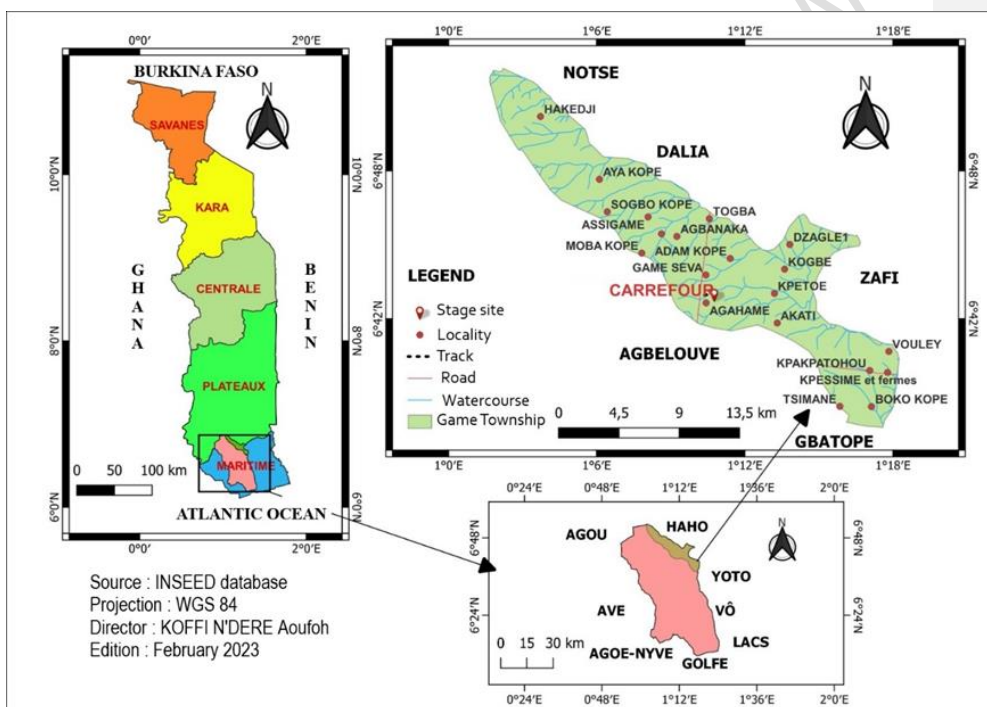 0°0' 2°0'E
BURKINA FASO
N
SAVANES
KARA
CENTRALE
PLATEAUX
MARITIME
GHANA
BENIN
10°0'N 10°0'N
8°0'N 8°0'N
6°0'N 6°0'N
0 50 100 km
ATLANTIC OCEAN
0°0' 2°0'E
Source : INSEED database
Projection : WGS 84
Director : KOFFI N'DERE Aoufoh
Edition : February 2023
1°0'E 1°6'E 1°12'E 1°18'E
NOTSE
N
HAKEDJI
DALIA
6°48'N 6°48'N
AYA KOPE
SOGBO KOPE
TOGBA
ASSIGAME
AGBANAKA
DZAGLE1
MOBA KOPE
ADAM KOPE
KOGBE
GAME SEVA
ZAFI
CARREFOUR
KPETOE
AGAHAME
AKATI
6°42'N 6°42'N
AGBELOUVE
VOULEY
KPAKPATOHOU
KPESSIME et fermes
TSIMANE
BOKO KOPE
GBATOPE
LEGEND
Stage site
Locality
Track
Road
Watercourse
Game Township
0 4,5 9 13,5 km
1°0'E 1°6'E 1°12'E 1°18'E
0°24'E 0°48'E 1°12'E 1°36'E 2°0'E
N
AGOU
HAHO
6°48'N 6°48'N
YOTO
AVE
VÔ
6°24'N 6°24'N
LACS
AGOE-NYVE
GOLFE
0 15 30 km
0°24'E 0°48'E 1°12'E 1°36'E 2°0'E